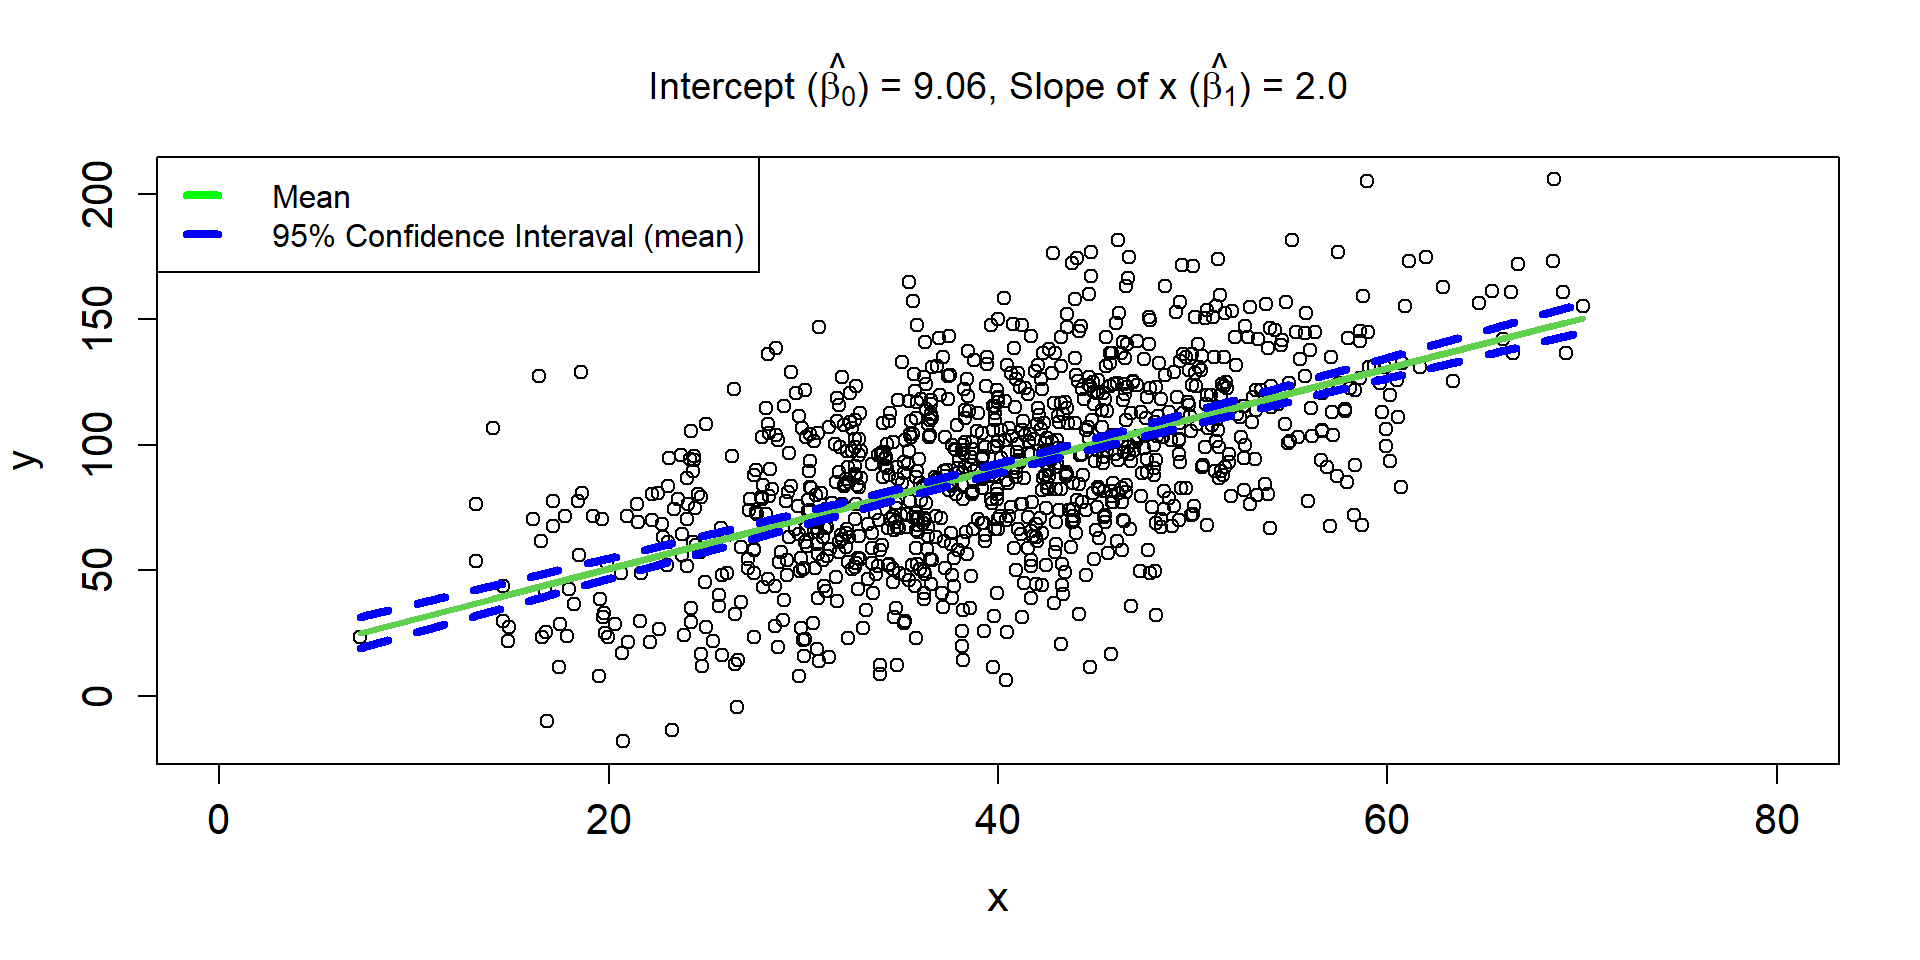 Intercept (β̂₀) = 9.06, Slope of x (β̂₁) = 2.0
Mean
95% Confidence Interaval (mean)
200
150
100
50
0
y
0 20 40 60 80
x